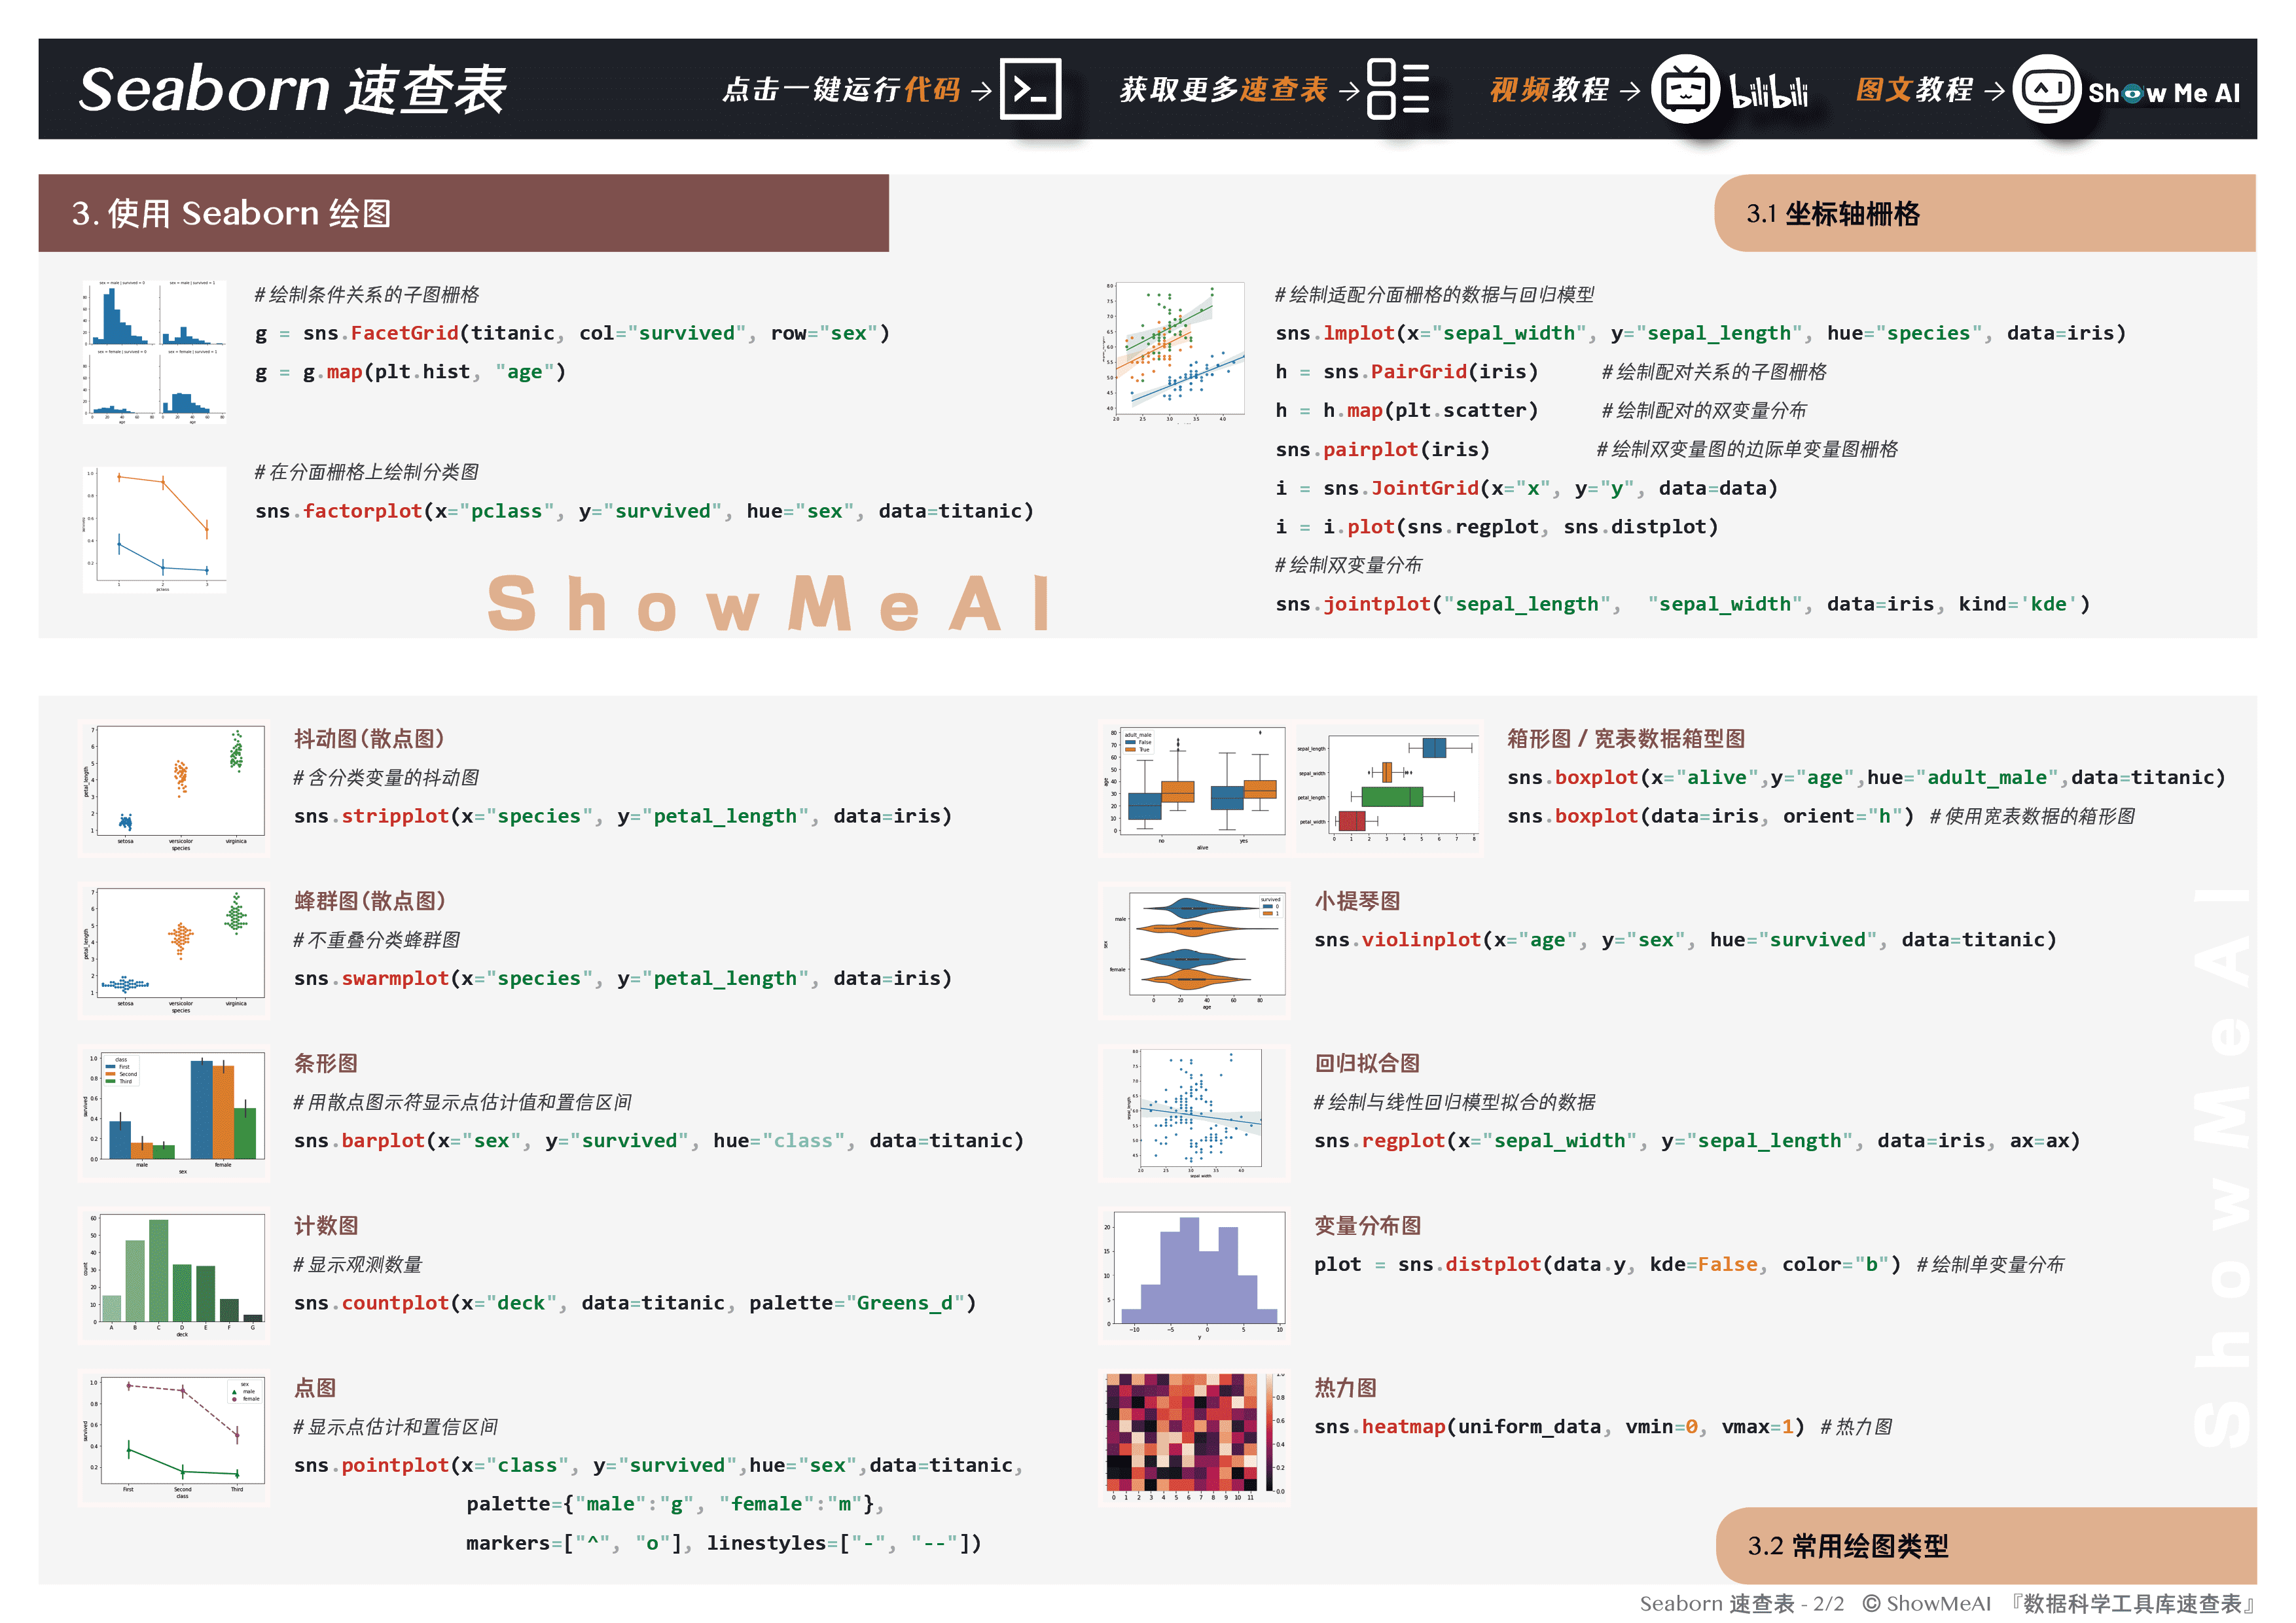 Seaborn 速查表
点击一键运行代码 →
获取更多速查表 →
视频教程 → bilibili
图文教程 → Show Me AI
3. 使用 Seaborn 绘图
3.1 坐标轴栅格
# 绘制条件关系的子图栅格
g = sns.FacetGrid(titanic, col="survived", row="sex")
g = g.map(plt.hist, "age")
# 在分面栅格上绘制分类图
sns.factorplot(x="pclass", y="survived", hue="sex", data=titanic)
ShowMeAI
# 绘制适配分面栅格的数据与回归模型
sns.lmplot(x="sepal_width", y="sepal_length", hue="species", data=iris)
h = sns.PairGrid(iris) # 绘制配对关系的子图栅格
h = h.map(plt.scatter) # 绘制配对的双变量分布
sns.pairplot(iris) # 绘制双变量图的边际单变量图栅格
i = sns.JointGrid(x="x", y="y", data=data)
i = i.plot(sns.regplot, sns.distplot)
# 绘制双变量分布
sns.jointplot("sepal_length", "sepal_width", data=iris, kind='kde')
抖动图(散点图)
# 含分类变量的抖动图
sns.stripplot(x="species", y="petal_length", data=iris)
蜂群图(散点图)
# 不重叠分类蜂群图
sns.swarmplot(x="species", y="petal_length", data=iris)
条形图
# 用散点图示符显示点估计值和置信区间
sns.barplot(x="sex", y="survived", hue="class", data=titanic)
计数图
# 显示观测数量
sns.countplot(x="deck", data=titanic, palette="Greens_d")
点图
# 显示点估计和置信区间
sns.pointplot(x="class", y="survived",hue="sex",data=titanic,
palette={"male":"g", "female":"m"},
markers=["^", "o"], linestyles=["-", "--"])
箱形图 / 宽表数据箱型图
sns.boxplot(x="alive",y="age",hue="adult_male",data=titanic)
sns.boxplot(data=iris, orient="h") # 使用宽表数据的箱形图
小提琴图
sns.violinplot(x="age", y="sex", hue="survived", data=titanic)
回归拟合图
# 绘制与线性回归模型拟合的数据
sns.regplot(x="sepal_width", y="sepal_length", data=iris, ax=ax)
变量分布图
plot = sns.distplot(data.y, kde=False, color="b") # 绘制单变量分布
热力图
sns.heatmap(uniform_data, vmin=0, vmax=1) # 热力图
ShowMeAI
3.2 常用绘图类型
Seaborn 速查表 - 2/2 © ShowMeAI 『数据科学工具库速查表』